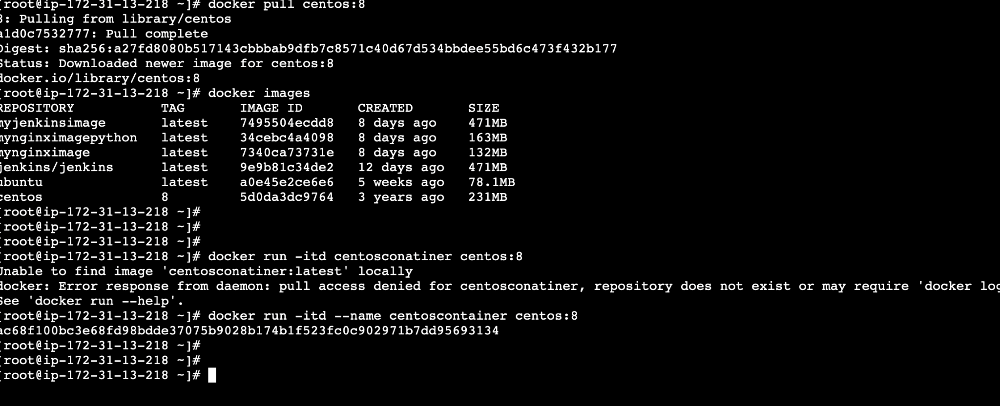 [root@ip-172-31-13-218 ~]# docker pull centos:8
8: Pulling from library/centos
a1d0c7532777: Pull complete
Digest: sha256:a27fd8080b517143cbbbab9dfb7c8571c40d67d534bbdee55bd6c473f432b177
Status: Downloaded newer image for centos:8
docker.io/library/centos:8
[root@ip-172-31-13-218 ~]# docker images
REPOSITORY TAG IMAGE ID CREATED SIZE
myjenkinsimage latest 7495504ecdd8 8 days ago 471MB
mynginximagepython latest 34cebc4a4098 8 days ago 163MB
mynginximage latest 7340ca73731e 8 days ago 132MB
jenkins/jenkins latest 9e9b81c34de2 12 days ago 471MB
ubuntu latest a0e45e2ce6e6 5 weeks ago 78.1MB
centos 8 5d0da3dc9764 3 years ago 231MB
[root@ip-172-31-13-218 ~]#
[root@ip-172-31-13-218 ~]#
[root@ip-172-31-13-218 ~]#
[root@ip-172-31-13-218 ~]# docker run -itd centosconatiner centos:8
Unable to find image 'centosconatiner:latest' locally
docker: Error response from daemon: pull access denied for centosconatiner, repository does not exist or may require 'docker log
See 'docker run --help'.
[root@ip-172-31-13-218 ~]# docker run -itd --name centoscontainer centos:8
ac68f100bc3e68fd98bdde37075b9028b174b1f523fc0c902971b7dd95693134
[root@ip-172-31-13-218 ~]#
[root@ip-172-31-13-218 ~]#
[root@ip-172-31-13-218 ~]#